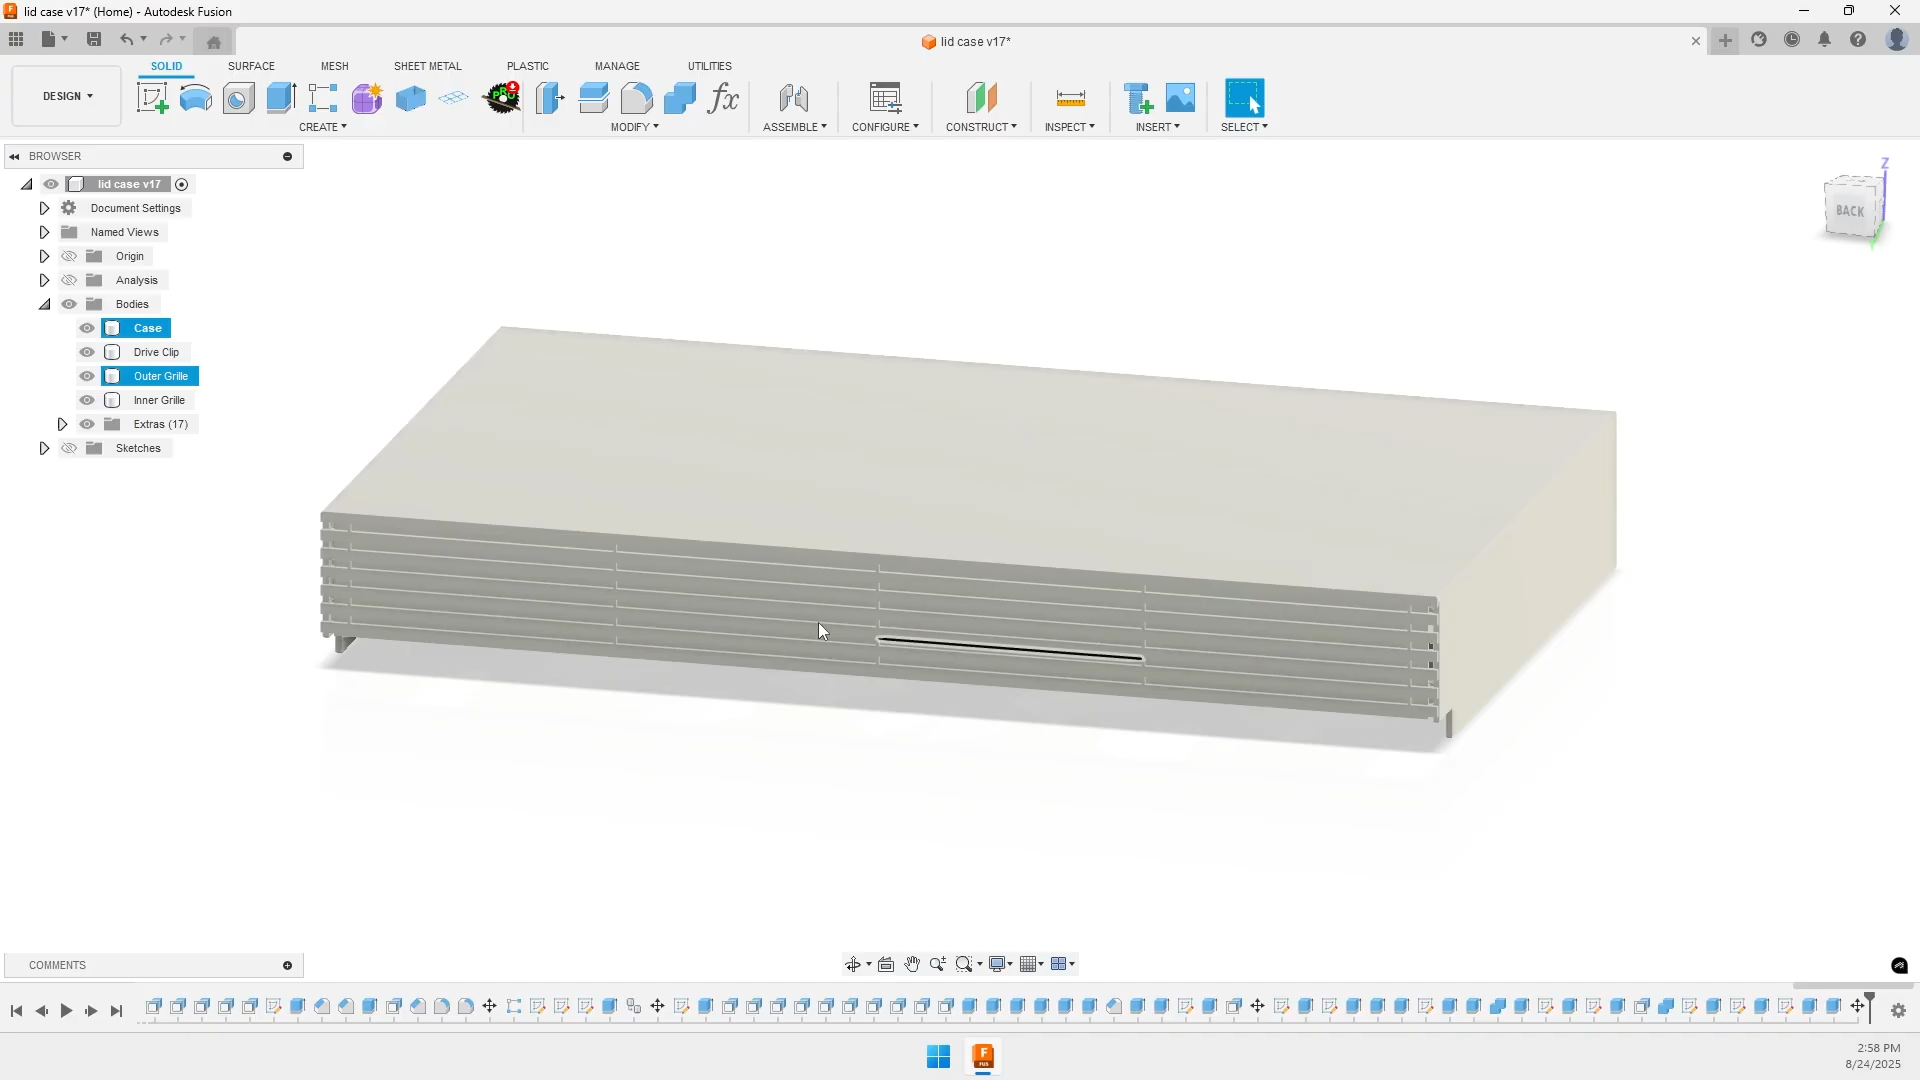 lid case v17* (Home) - Autodesk Fusion
lid case v17*
DESIGN
SOLID
SURFACE
MESH
SHEET METAL
PLASTIC
MANAGE
UTILITIES
CREATE
MODIFY
ASSEMBLE
CONFIGURE
CONSTRUCT
INSPECT
INSERT
SELECT
BROWSER
lid case v17
Document Settings
Named Views
Origin
Analysis
Bodies
Case
Drive Clip
Outer Grille
Inner Grille
Extras (17)
Sketches
Z
BACK
COMMENTS
2:58 PM
8/24/2025